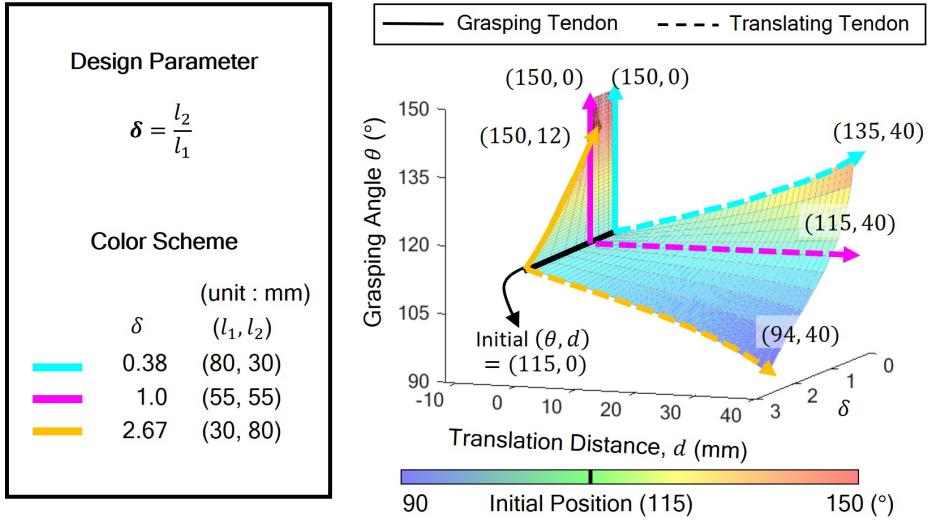 Design Parameter
δ = l₂/l₁
Color Scheme
(unit : mm)
δ (l₁, l₂)
0.38 (80, 30)
1.0 (55, 55)
2.67 (30, 80)
Grasping Tendon Translating Tendon
(150, 0) (150, 0)
(150, 12)
(135, 40)
(115, 40)
(94, 40)
Initial (θ, d)
= (115, 0)
Grasping Angle θ (°)
150
135
120
105
90
-10 0 10 20 30 40
Translation Distance, d (mm)
3 2 1 0
δ
90 Initial Position (115) 150 (°)